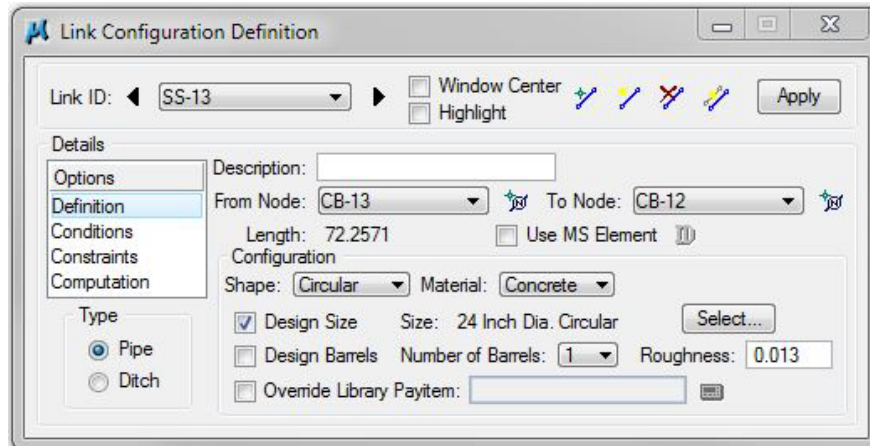 Link Configuration Definition
Link ID: SS-13
Window Center
Highlight
Apply
Details
Options
Definition
Conditions
Constraints
Computation
Type
Pipe
Ditch
Description:
From Node: CB-13 To Node: CB-12
Length: 72.2571 Use MS Element
Configuration
Shape: Circular Material: Concrete
Design Size Size: 24 Inch Dia. Circular Select...
Design Barrels Number of Barrels: 1 Roughness: 0.013
Override Library Payitem: